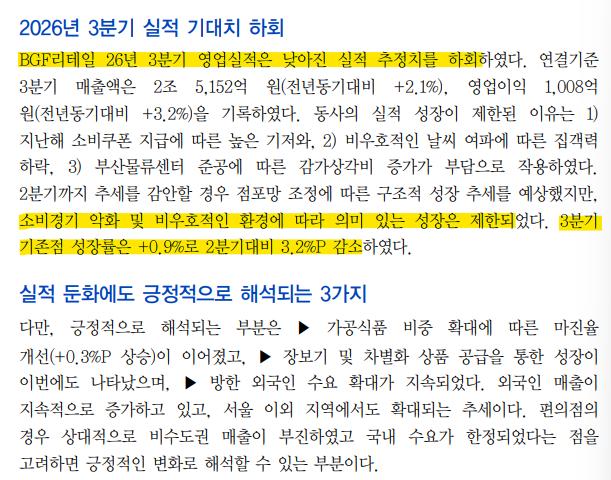 2026년 3분기 실적 기대치 하회
BGF리테일 26년 3분기 영업실적은 낮아진 실적 추정치를 하회하였다. 연결기준
3분기 매출액은 2조 5,152억 원(전년동기대비 +2.1%), 영업이익 1,008억
원(전년동기대비 +3.2%)을 기록하였다. 동사의 실적 성장이 제한된 이유는 1)
지난해 소비쿠폰 지급에 따른 높은 기저와, 2) 비우호적인 날씨 여파에 따른 집객력
하락, 3) 부산물류센터 준공에 따른 감가상각비 증가가 부담으로 작용하였다.
2분기까지 추세를 감안할 경우 점포망 조정에 따른 구조적 성장 추세를 예상했지만,
소비경기 악화 및 비우호적인 환경에 따라 의미 있는 성장은 제한되었다. 3분기
기존점 성장률은 +0.9%로 2분기대비 3.2%P 감소하였다.
실적 둔화에도 긍정적으로 해석되는 3가지
다만, 긍정적으로 해석되는 부분은 ▶ 가공식품 비중 확대에 따른 마진율
개선(+0.3%P 상승)이 이어졌고, ▶ 장보기 및 차별화 상품 공급을 통한 성장이
이번에도 나타났으며, ▶ 방한 외국인 수요 확대가 지속되었다. 외국인 매출이
지속적으로 증가하고 있고, 서울 이외 지역에서도 확대되는 추세이다. 편의점의
경우 상대적으로 비수도권 매출이 부진하였고 국내 수요가 한정되었다는 점을
고려하면 긍정적인 변화로 해석할 수 있는 부분이다.